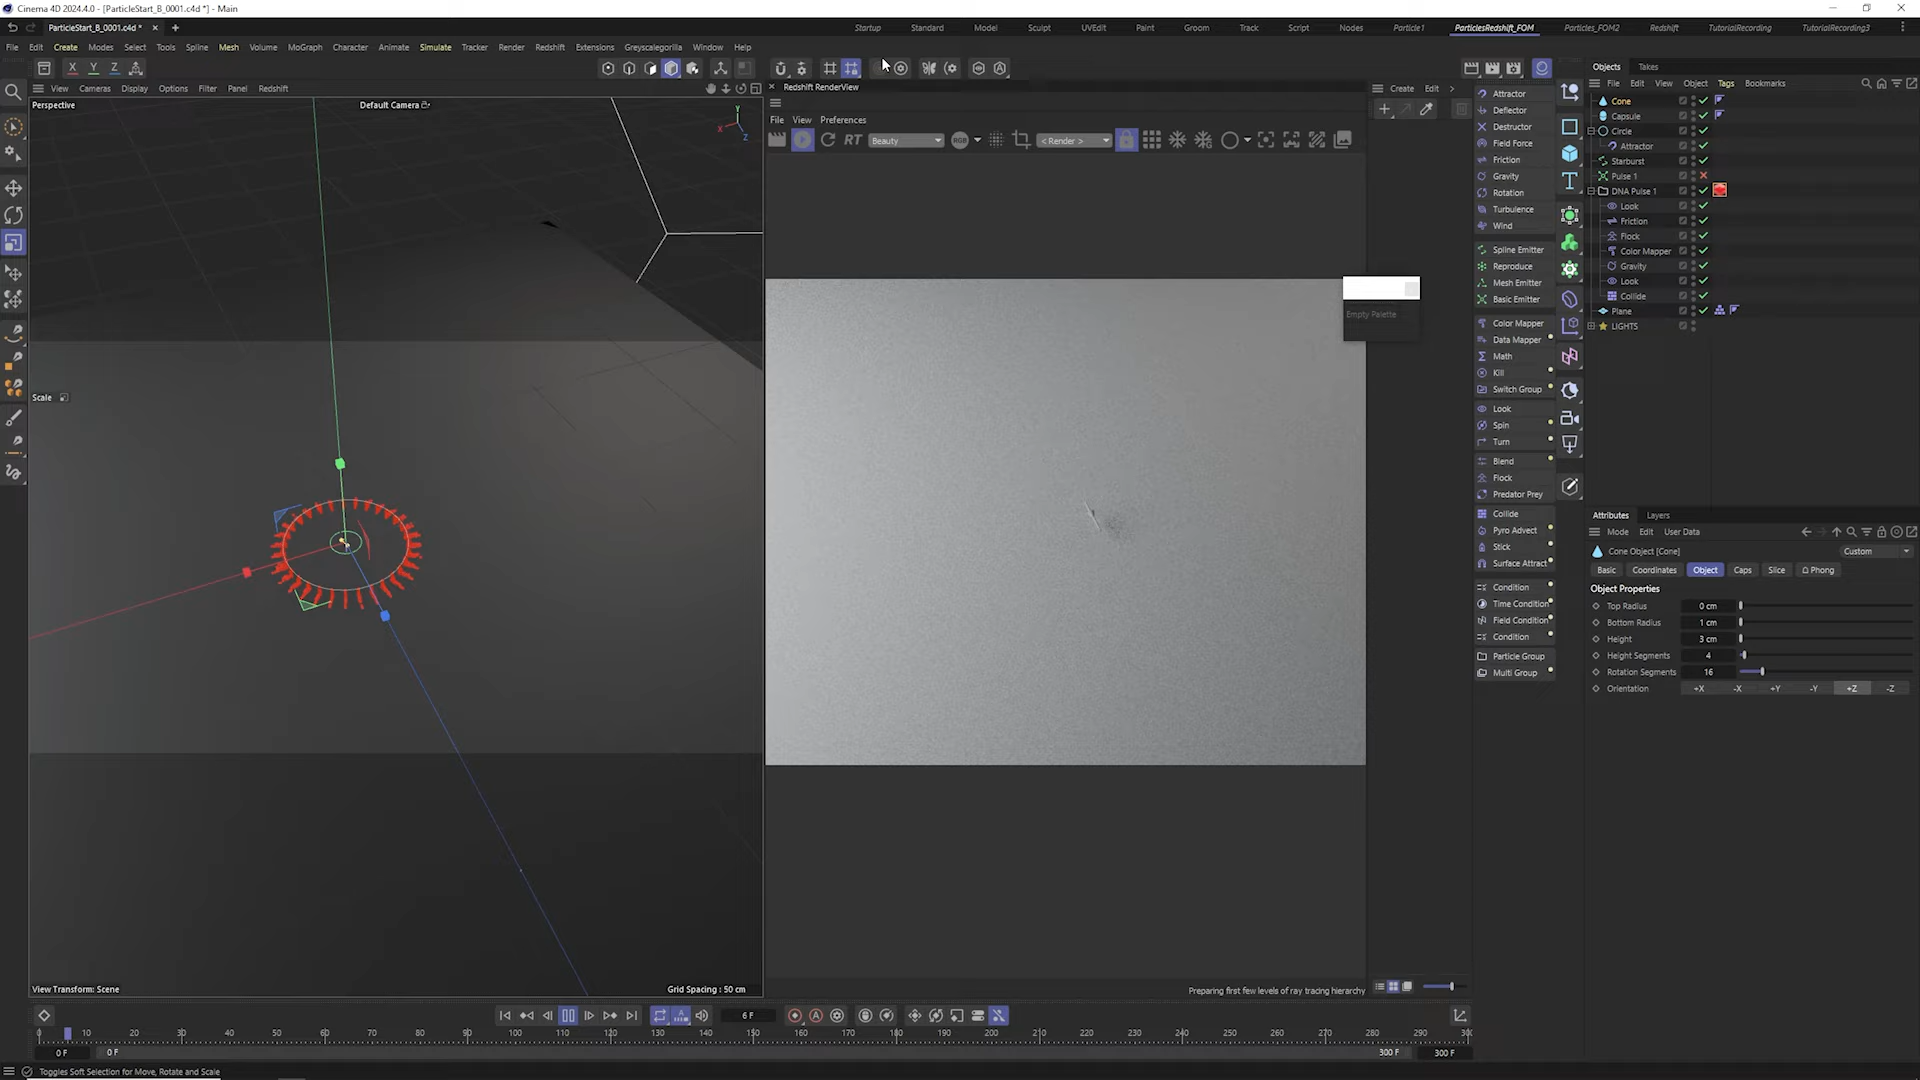 Cinema 4D 2024.4.0 - [ParticleStart_B_0001.c4d *] - Main
ParticleStart_B_0001.c4d *
Startup Standard Model Sculpt UVEdit Paint Groom Track Script Nodes Particle1 ParticlesRedshift_FOM Particles_FOM2 Redshift TutorialRecording TutorialRecording3
File Edit Create Modes Select Tools Spline Mesh Volume MoGraph Character Animate Simulate Tracker Render Redshift Extensions Greyscalegorilla Window Help
X Y Z
View Cameras Display Options Filter Panel Redshift
Perspective
Default Camera
Y
X
Z
Scale
View Transform: Scene
Grid Spacing : 50 cm
Redshift RenderView
File View Preferences
RT Beauty RGB < Render >
Empty Palette
Preparing first few levels of ray tracing hierarchy
Create Edit
Attractor
Deflector
Destructor
Field Force
Friction
Gravity
Rotation
Turbulence
Wind
Spline Emitter
Reproduce
Mesh Emitter
Basic Emitter
Color Mapper
Data Mapper
Math
Kill
Switch Group
Look
Spin
Turn
Blend
Flock
Predator Prey
Collide
Pyro Advect
Stick
Surface Attract
Condition
Time Condition
Field Condition
Condition
Particle Group
Multi Group
Objects Takes
File Edit View Object Tags Bookmarks
Cone
Capsule
Circle
Attractor
Starburst
Pulse 1
DNA Pulse 1
Look
Friction
Flock
Color Mapper
Gravity
Look
Collide
Plane
LIGHTS
Attributes Layers
Mode Edit User Data
Cone Object [Cone] Custom
Basic Coordinates Object Caps Slice Phong
Object Properties
Top Radius 0 cm
Bottom Radius 1 cm
Height 3 cm
Height Segments 4
Rotation Segments 16
Orientation +X -X +Y -Y +Z -Z
6 F
0 10 20 30 40 50 60 70 80 90 100 110 120 130 140 150 160 170 180 190 200 210 220 230 240 250 260 270 280 290 300
0 F 0 F 300 F 300 F
Toggles Soft Selection for Move, Rotate and Scale